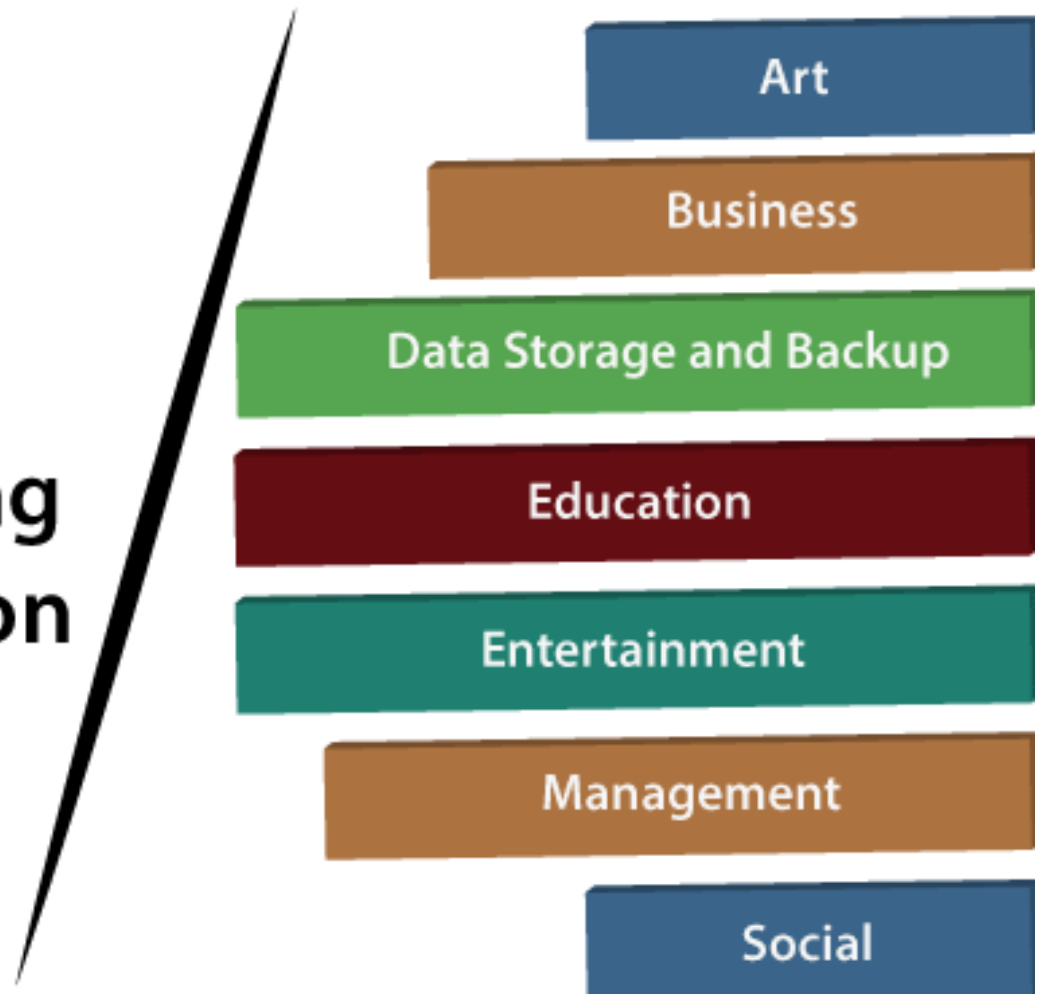 Art
Business
Data Storage and Backup
Education
ng
on
Entertainment
Management
Social